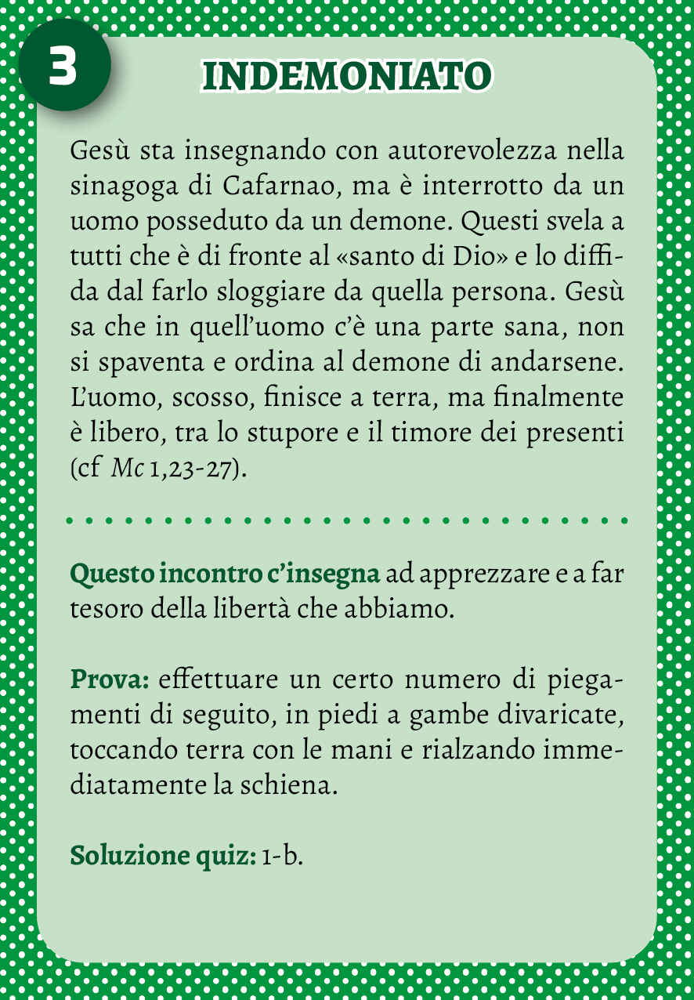 3
INDEMONIATO
Gesù sta insegnando con autorevolezza nella
sinagoga di Cafarnao, ma è interrotto da un
uomo posseduto da un demone. Questi svela a
tutti che è di fronte al «santo di Dio» e lo diffi-
da dal farlo sloggiare da quella persona. Gesù
sa che in quell’uomo c’è una parte sana, non
si spaventa e ordina al demone di andarsene.
L’uomo, scosso, finisce a terra, ma finalmente
è libero, tra lo stupore e il timore dei presenti
(cf Mc 1,23-27).
Questo incontro c’insegna ad apprezzare e a far
tesoro della libertà che abbiamo.
Prova: effettuare un certo numero di piega-
menti di seguito, in piedi a gambe divaricate,
toccando terra con le mani e rialzando imme-
diatamente la schiena.
Soluzione quiz: 1-b.